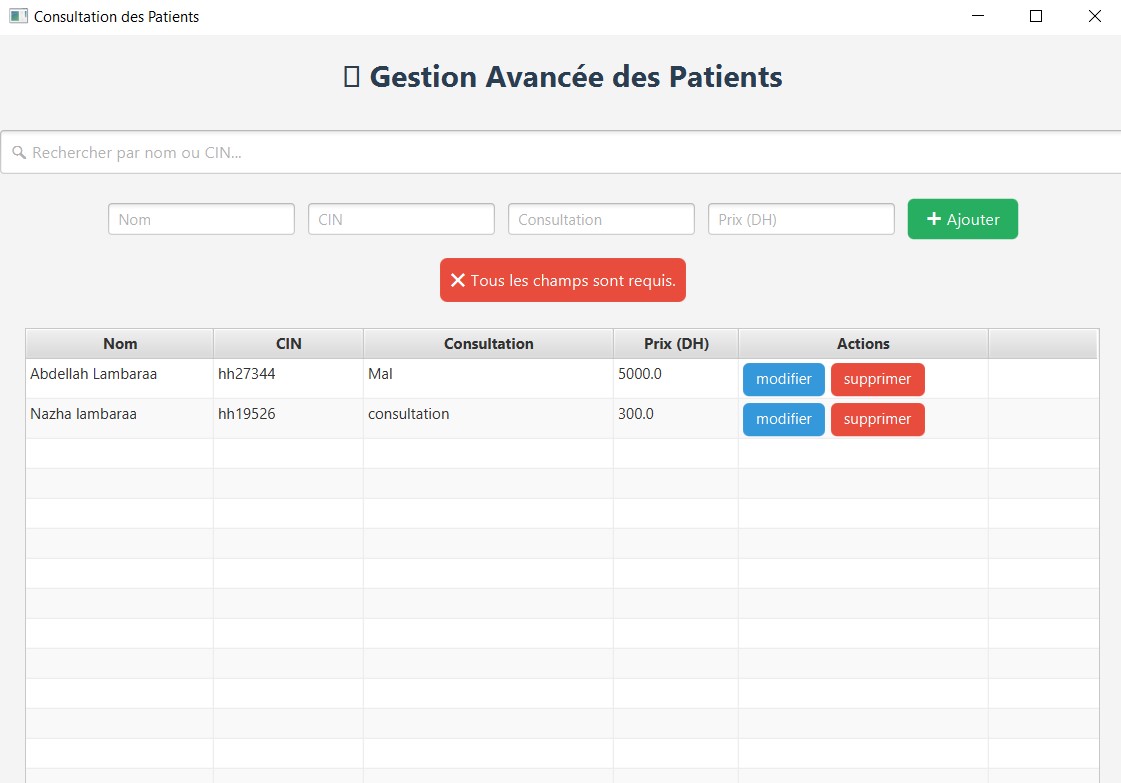 Consultation des Patients
Gestion Avancée des Patients
🔍 Rechercher par nom ou CIN...
Nom CIN Consultation Prix (DH) ➕ Ajouter
❌ Tous les champs sont requis.
Nom CIN Consultation Prix (DH) Actions
Abdellah Lambaraa hh27344 Mal 5000.0 modifier supprimer
Nazha lambaraa hh19526 consultation 300.0 modifier supprimer